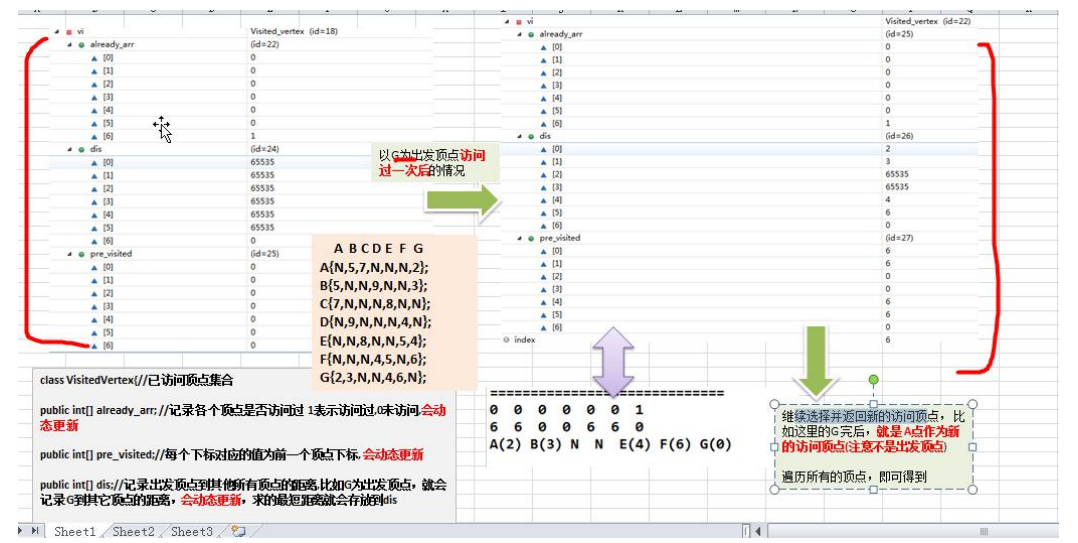 vi Visited_vertex (id=18)
already_arr (id=22)
[0] 0
[1] 0
[2] 0
[3] 0
[4] 0
[5] 0
[6] 1
dis (id=24)
[0] 65535
[1] 65535
[2] 65535
[3] 65535
[4] 65535
[5] 65535
[6] 0
pre_visited (id=25)
[0] 0
[1] 0
[2] 0
[3] 0
[4] 0
[5] 0
[6] 0
以G为出发顶点访问
过一次后的情况
A B C D E F G
A{N,5,7,N,N,N,2};
B{5,N,N,9,N,N,3};
C{7,N,N,N,8,N,N};
D{N,9,N,N,N,4,N};
E{N,N,8,N,N,5,4};
F{N,N,N,4,5,N,6};
G{2,3,N,N,4,6,N};
vi Visited_vertex (id=22)
already_arr (id=25)
[0] 0
[1] 0
[2] 0
[3] 0
[4] 0
[5] 0
[6] 1
dis (id=26)
[0] 2
[1] 3
[2] 65535
[3] 65535
[4] 4
[5] 6
[6] 0
pre_visited (id=27)
[0] 6
[1] 6
[2] 0
[3] 0
[4] 6
[5] 6
[6] 0
index 6
class VisitedVertex{//已访问顶点集合
public int[] already_arr;//记录各个顶点是否访问过 1表示访问过,0未访问,会动
态更新
public int[] pre_visited;//每个下标对应的值为前一个顶点下标, 会动态更新
public int[] dis;//记录出发顶点到其他所有顶点的距离,比如G为出发顶点，就会
记录G到其它顶点的距离，会动态更新，求的最短距离就会存放到dis
=========================
0 0 0 0 0 0 1
6 6 0 0 6 6 0
A(2) B(3) N N E(4) F(6) G(0)
继续选择并返回新的访问顶点，比
如这里的G完后，就是A点作为新
的访问顶点(注意不是出发顶点)
遍历所有的顶点，即可得到
Sheet1 Sheet2 Sheet3